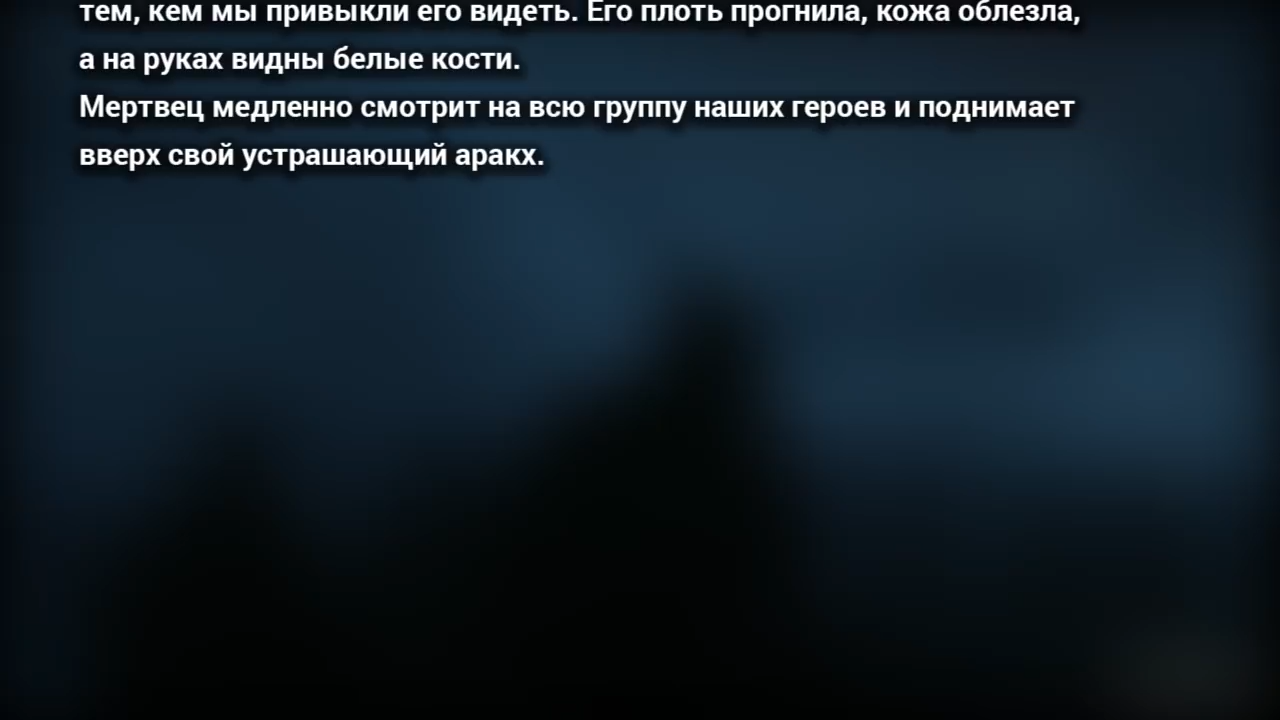 тем, кем мы привыкли его видеть. Его плоть прогнила, кожа облезла,
а на руках видны белые кости.
Мертвец медленно смотрит на всю группу наших героев и поднимает
вверх свой устрашающий аракх.